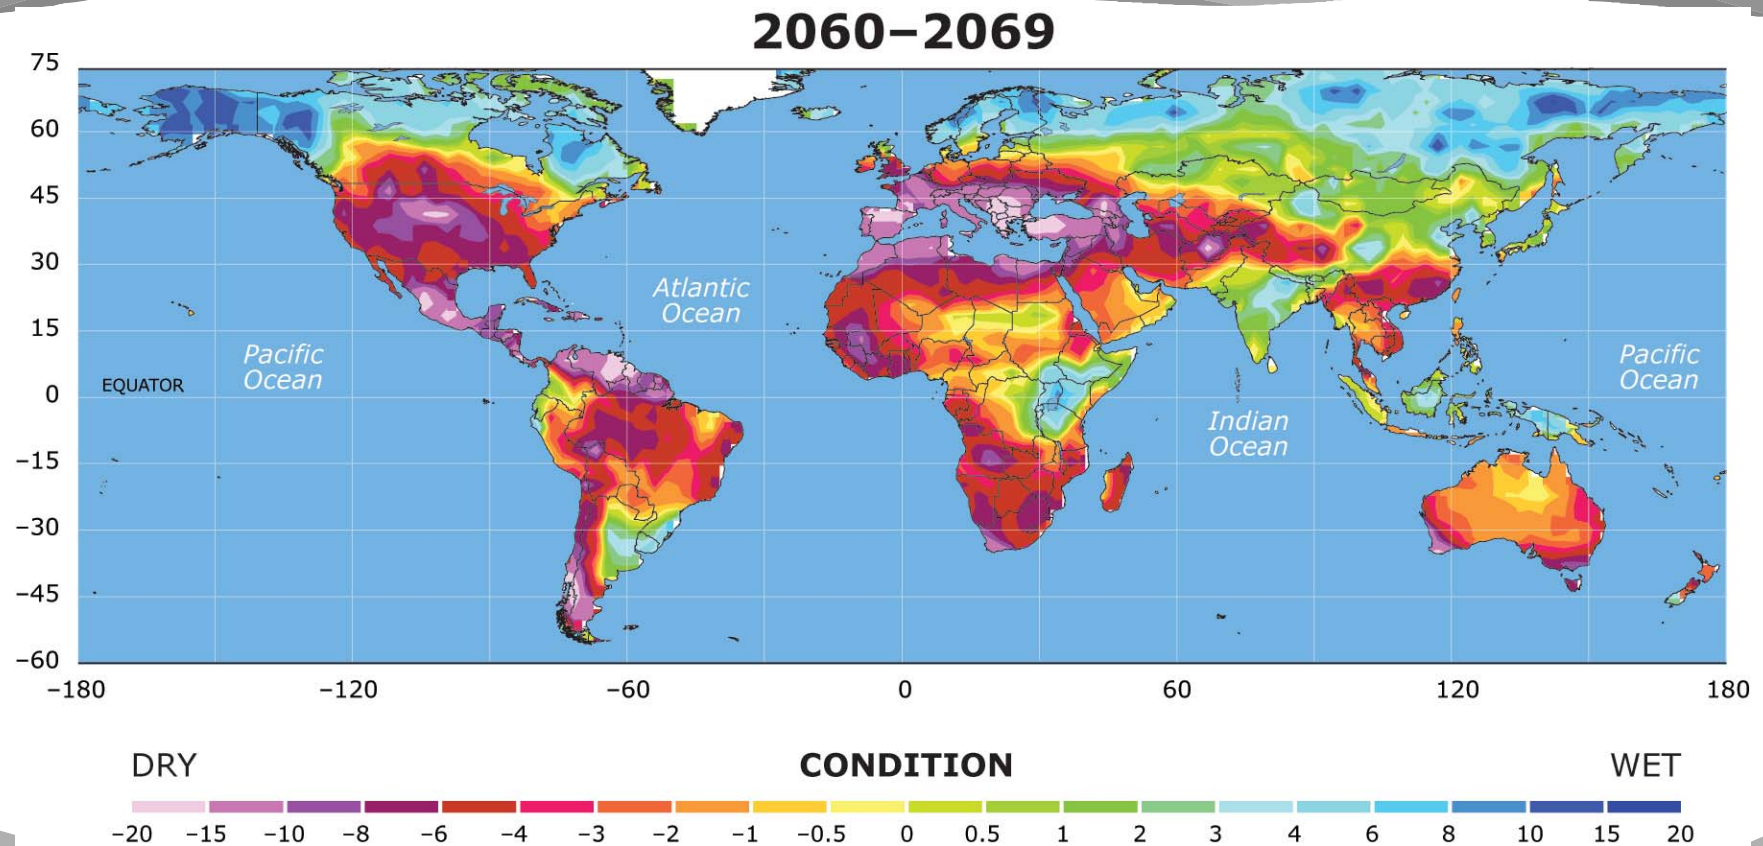 2060–2069
75
60
45
30
15
0
–15
–30
–45
–60
Atlantic
Ocean
Pacific
Ocean
EQUATOR
Pacific
Ocean
Indian
Ocean
–180 –120 –60 0 60 120 180
DRY CONDITION WET
–20 –15 –10 –8 –6 –4 –3 –2 –1 –0.5 0 0.5 1 2 3 4 6 8 10 15 20